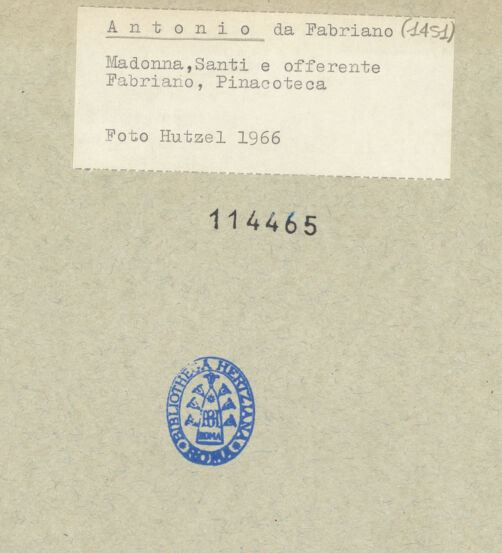 Antonio da Fabriano (1451)
Madonna,Santi e offerente
Fabriano, Pinacoteca
Foto Hutzel 1966
114465
BIBLIOTHECA HERTZIANA
ROMA